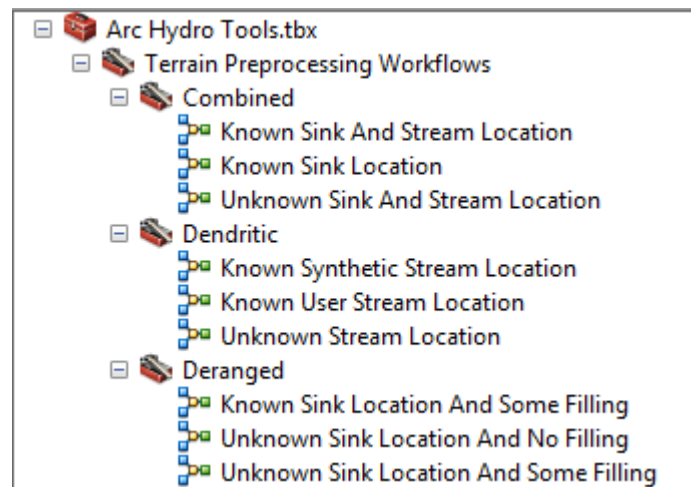 Arc Hydro Tools.tbx
Terrain Preprocessing Workflows
Combined
Known Sink And Stream Location
Known Sink Location
Unknown Sink And Stream Location
Dendritic
Known Synthetic Stream Location
Known User Stream Location
Unknown Stream Location
Deranged
Known Sink Location And Some Filling
Unknown Sink Location And No Filling
Unknown Sink Location And Some Filling